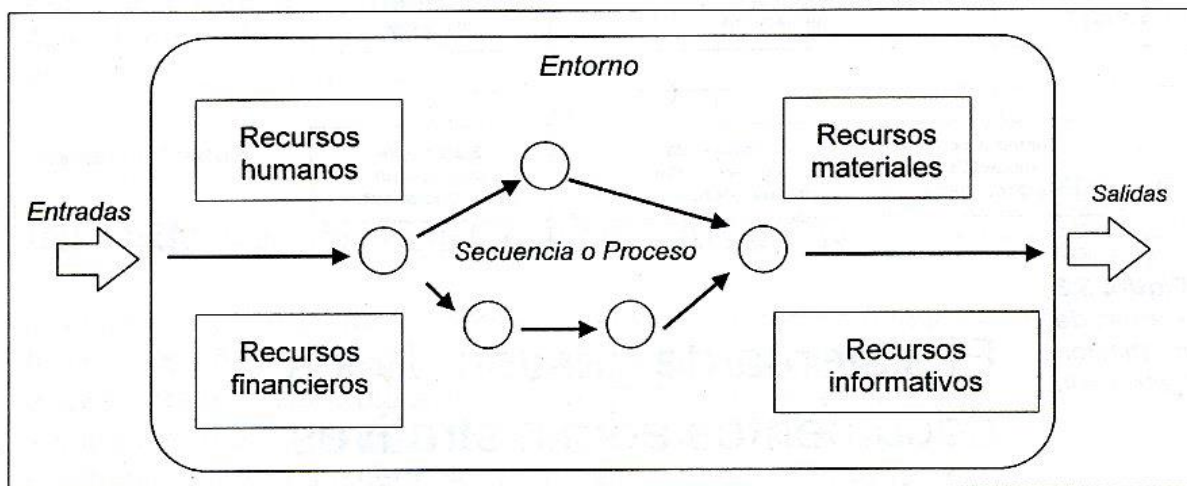 Entorno
Recursos
humanos
Recursos
materiales
Entradas
Salidas
Secuencia o Proceso
Recursos
financieros
Recursos
informativos